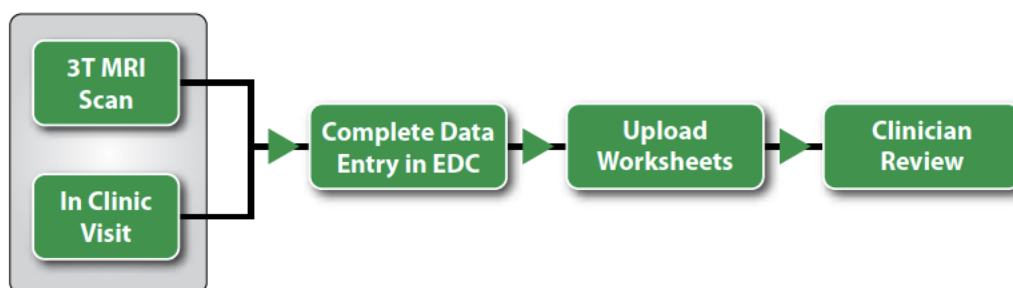 3T MRI
Scan
In Clinic
Visit
Complete Data
Entry in EDC
Upload
Worksheets
Clinician
Review